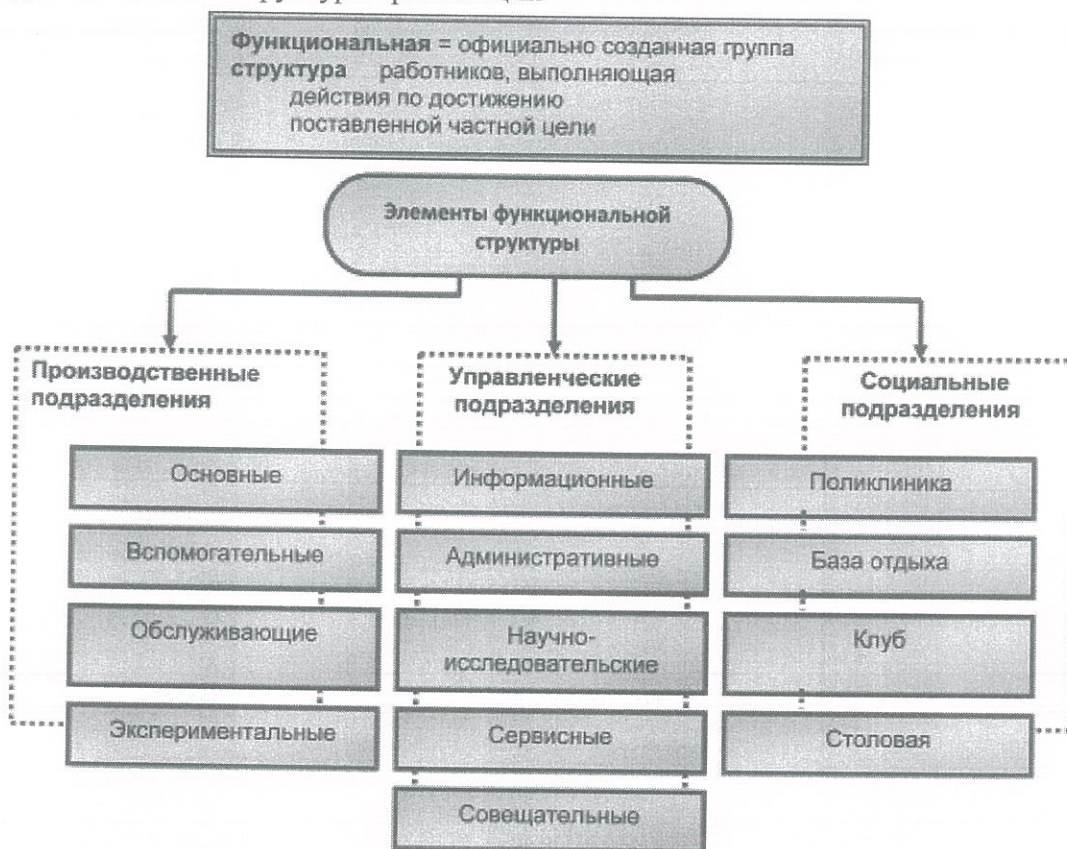 Функциональная = официально созданная группа
структура работников, выполняющая
действия по достижению
поставленной частной цели
Элементы функциональной
структуры
Производственные
подразделения
Основные
Вспомогательные
Обслуживающие
Экспериментальные
Управленческие
подразделения
Информационные
Административные
Научно-
исследовательские
Сервисные
Совещательные
Социальные
подразделения
Поликлиника
База отдыха
Клуб
Столовая